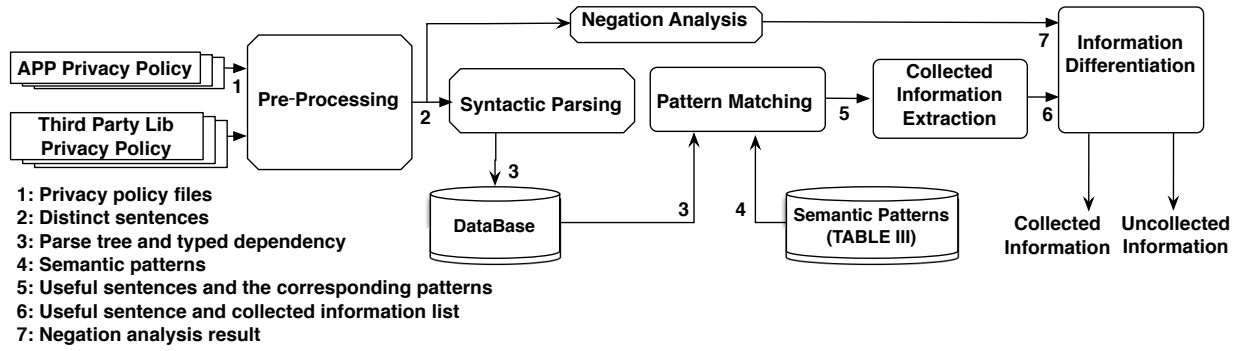 Negation Analysis
7
APP Privacy Policy
1
Pre-Processing
Third Party Lib
Privacy Policy
2
Syntactic Parsing
Pattern Matching
5
Collected
Information
Extraction
6
Information
Differentiation
3
DataBase
3
4
Semantic Patterns
(TABLE III)
Collected
Information
Uncollected
Information
1: Privacy policy files
2: Distinct sentences
3: Parse tree and typed dependency
4: Semantic patterns
5: Useful sentences and the corresponding patterns
6: Useful sentence and collected information list
7: Negation analysis result